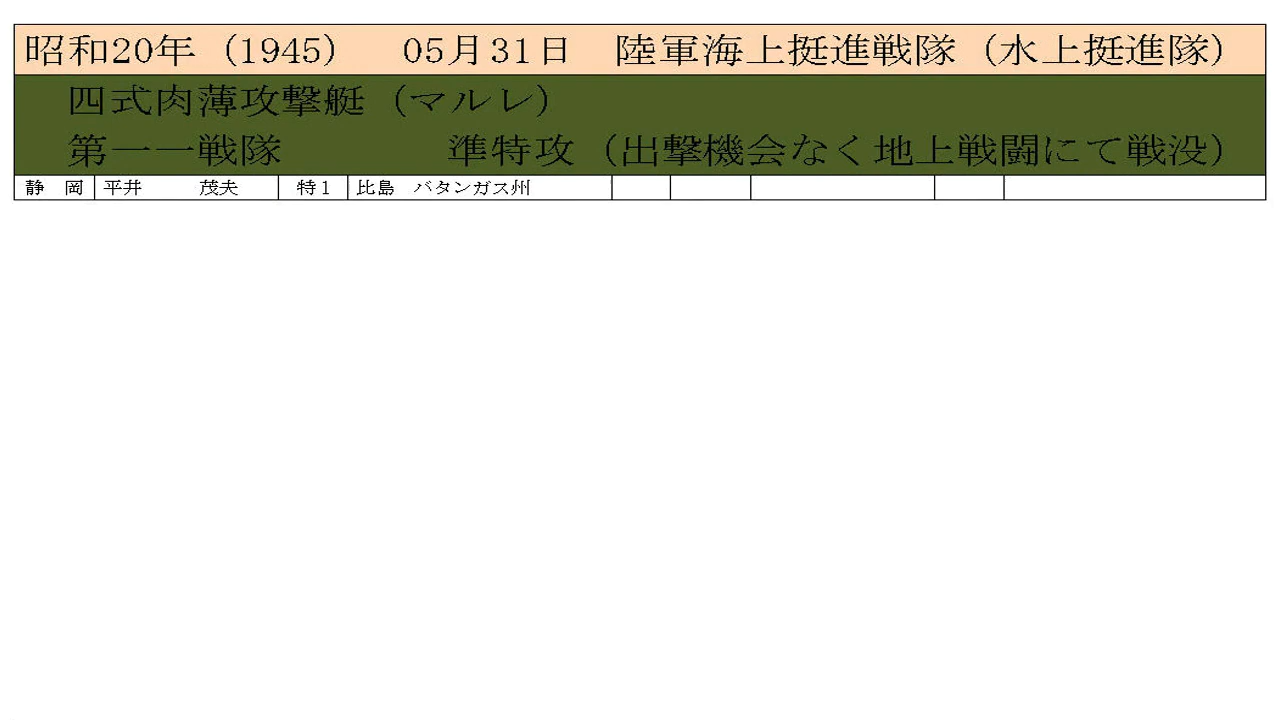 昭和20年（1945）　05月31日　陸軍海上挺進戦隊（水上挺進隊）
四式肉薄攻撃艇（マルレ）
第一一戦隊　準特攻（出撃機会なく地上戦闘にて戦没）
静　岡　平井　茂夫　特１　比島　バタンガス州